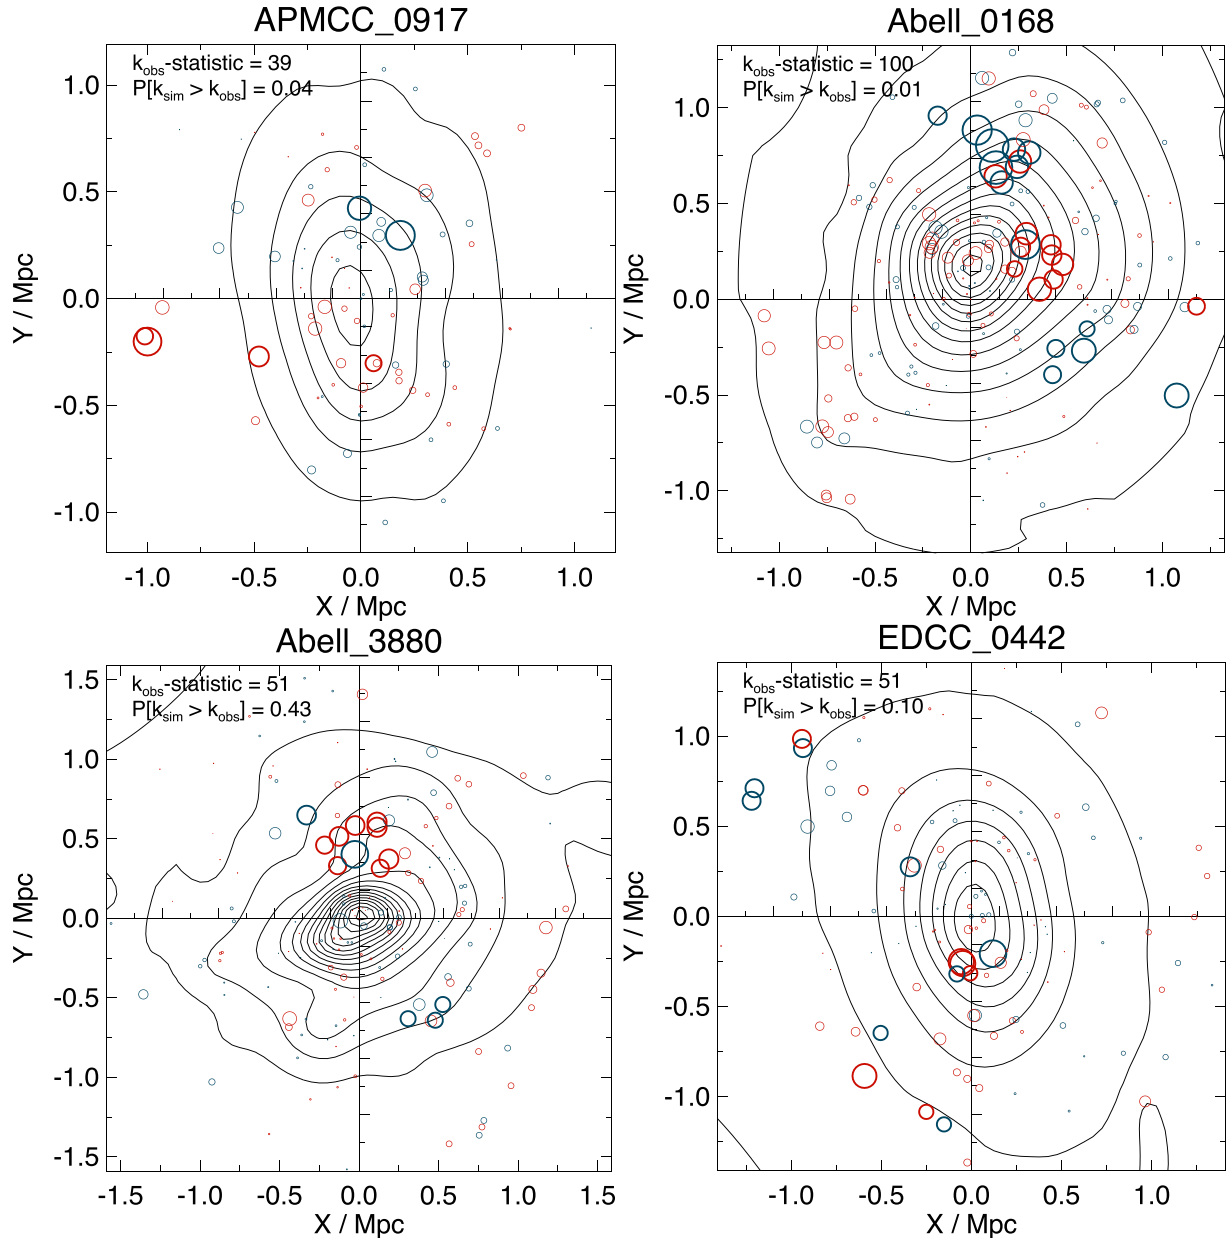 APMCC_0917
k_obs-statistic = 39
P[k_sim > k_obs] = 0.04
1.0
0.5
0.0
-0.5
-1.0
Y / Mpc
-1.0 -0.5 0.0 0.5 1.0
X / Mpc
Abell_0168
k_obs-statistic = 100
P[k_sim > k_obs] = 0.01
1.0
0.5
0.0
-0.5
-1.0
Y / Mpc
-1.0 -0.5 0.0 0.5 1.0
X / Mpc
Abell_3880
k_obs-statistic = 51
P[k_sim > k_obs] = 0.43
1.5
1.0
0.5
0.0
-0.5
-1.0
-1.5
Y / Mpc
-1.5 -1.0 -0.5 0.0 0.5 1.0 1.5
X / Mpc
EDCC_0442
k_obs-statistic = 51
P[k_sim > k_obs] = 0.10
1.0
0.5
0.0
-0.5
-1.0
Y / Mpc
-1.0 -0.5 0.0 0.5 1.0
X / Mpc